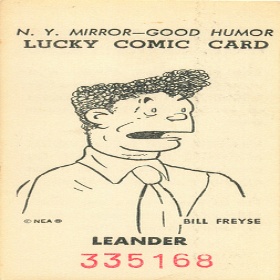 N. Y. MIRROR—GOOD HUMOR
LUCKY COMIC CARD
© NEA ®
BILL FREYSE
LEANDER
335168